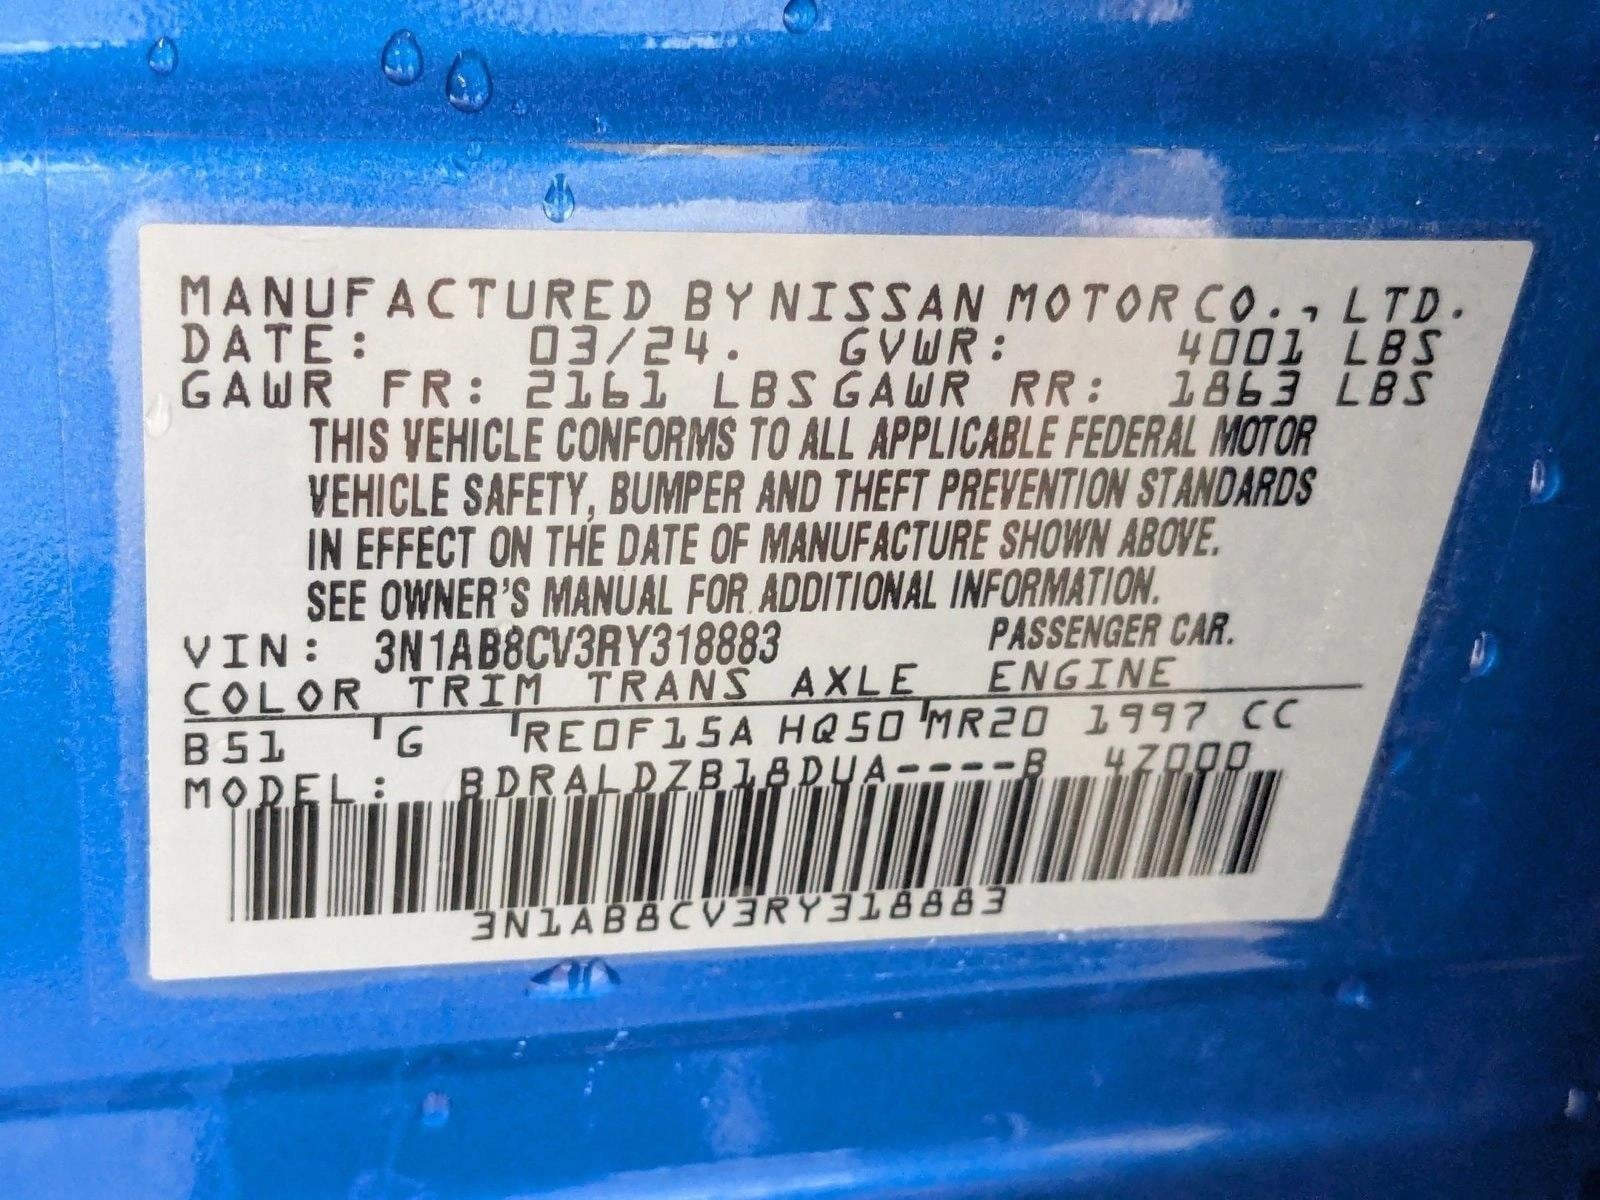 MANUFACTURED BY NISSAN MOTOR CO., LTD.
DATE: 03/24. GVWR: 4001 LBS
GAWR FR: 2161 LBS GAWR RR: 1863 LBS
THIS VEHICLE CONFORMS TO ALL APPLICABLE FEDERAL MOTOR
VEHICLE SAFETY, BUMPER AND THEFT PREVENTION STANDARDS
IN EFFECT ON THE DATE OF MANUFACTURE SHOWN ABOVE.
SEE OWNER'S MANUAL FOR ADDITIONAL INFORMATION.
VIN: 3N1AB8CV3RY318883 PASSENGER CAR.
COLOR TRIM TRANS AXLE ENGINE
B51 G RE0F15A HQ50 MR20 1997 CC
MODEL: BDRALDZB18DUA----B 4Z000
3N1AB8CV3RY318883